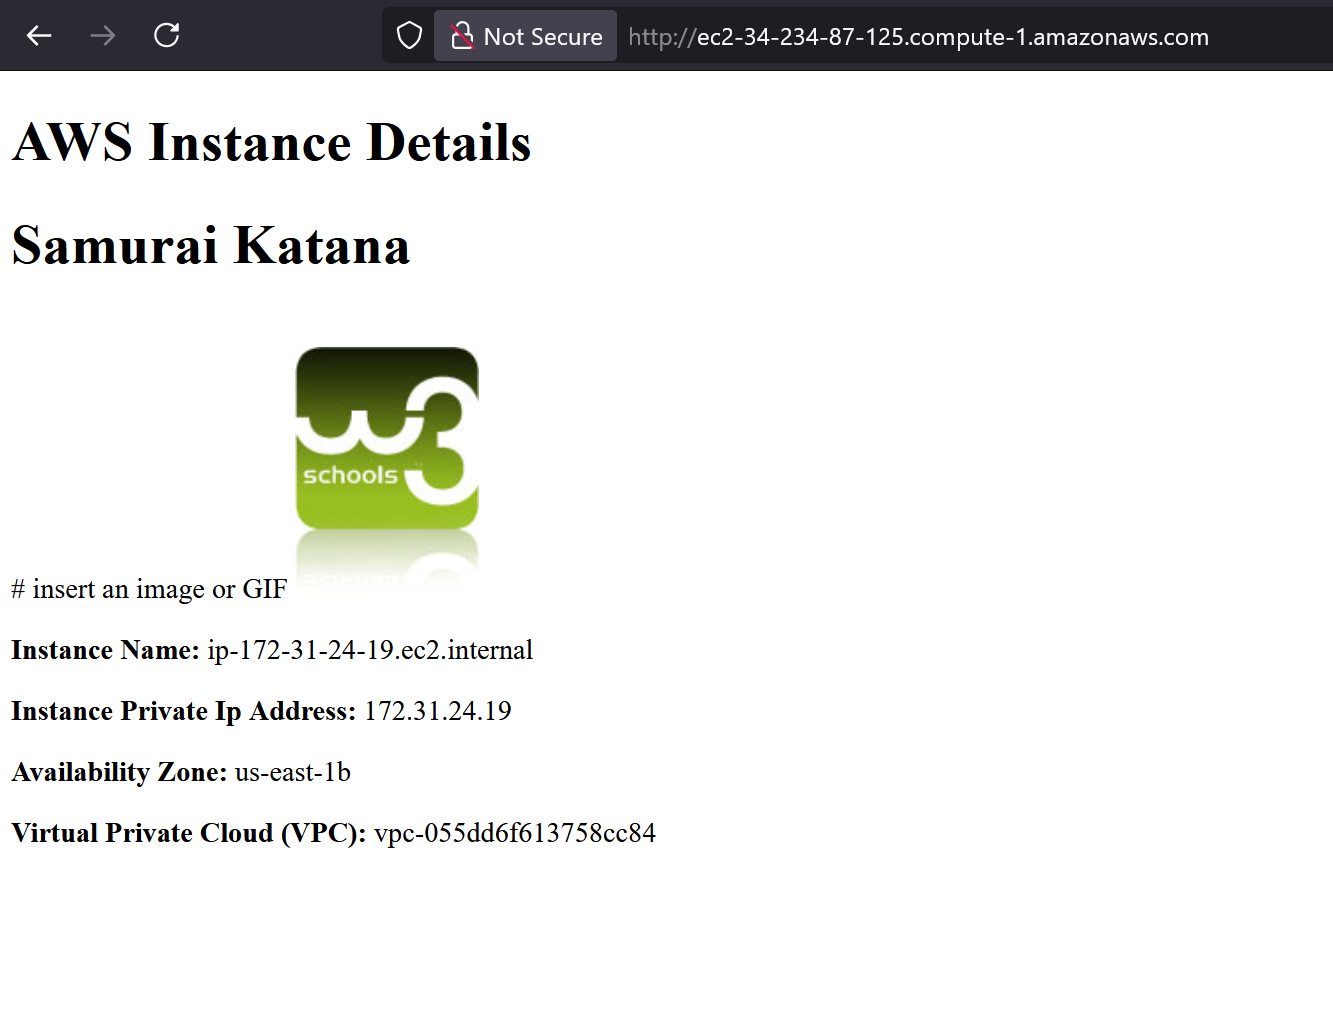 Not Secure http://ec2-34-234-87-125.compute-1.amazonaws.com
AWS Instance Details
Samurai Katana
w3
schools
# insert an image or GIF
Instance Name: ip-172-31-24-19.ec2.internal
Instance Private Ip Address: 172.31.24.19
Availability Zone: us-east-1b
Virtual Private Cloud (VPC): vpc-055dd6f613758cc84